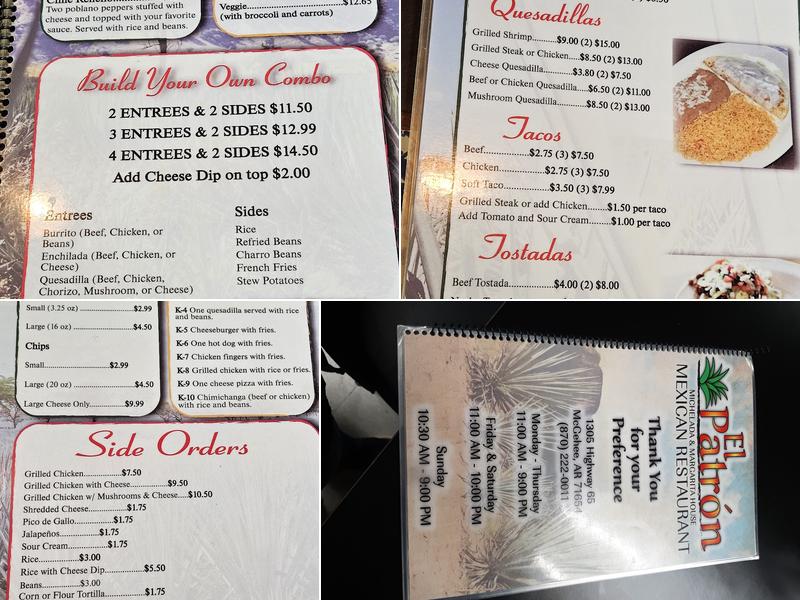 Two poblano peppers stuffed with
cheese and topped with your favorite
sauce. Served with rice and beans.
Veggie...$12.65
(with broccoli and carrots)
Build Your Own Combo
2 ENTREES & 2 SIDES $11.50
3 ENTREES & 2 SIDES $12.99
4 ENTREES & 2 SIDES $14.50
Add Cheese Dip on top $2.00
Entrees
Burrito (Beef, Chicken, or
Beans)
Enchilada (Beef, Chicken, or
Cheese)
Quesadilla (Beef, Chicken,
Chorizo, Mushroom, or Cheese)
Sides
Rice
Refried Beans
Charro Beans
French Fries
Stew Potatoes
Quesadillas
Grilled Shrimp..........$9.00 (2) $15.00
Grilled Steak or Chicken....$8.50 (2) $13.00
Cheese Quesadilla........$3.80 (2) $7.50
Beef or Chicken Quesadilla.....$6.50 (2) $11.00
Mushroom Quesadilla.......$8.50 (2) $13.00
Tacos
Beef.................$2.75 (3) $7.50
Chicken.................$2.75 (3) $7.50
Soft Taco.................$3.50 (3) $7.99
Grilled Steak or add Chicken........$1.50 per taco
Add Tomato and Sour Cream........$1.00 per taco
Tostadas
Beef Tostada.................$4.00 (2) $8.00
Small (3.25 oz)....................$2.99
Large (16 oz)....................$4.50
Chips
Small....................$2.99
Large (20 oz)....................$4.50
Large Cheese Only............$9.99
K-4 One quesadilla served with rice
and beans.
K-5 Cheeseburger with fries.
K-6 One hot dog with fries.
K-7 Chicken fingers with fries.
K-8 Grilled chicken with rice or fries.
K-9 One cheese pizza with fries.
K-10 Chimichanga (beef or chicken)
with rice and beans.
Side Orders
Grilled Chicken.............$7.50
Grilled Chicken with Cheese.............$9.50
Grilled Chicken w/ Mushrooms & Cheese.....$10.50
Shredded Cheese.............$1.75
Pico de Gallo.............$1.75
Jalapeños.............$1.75
Sour Cream.............$1.75
Rice.............$3.00
Rice with Cheese Dip.............$5.50
Beans.............$3.00
Corn or Flour Tortilla.............$1.75
El
Patrón
MICHELADA & MARGARITA HOUSE
MEXICAN RESTAURANT
Thank You
for your
Preference
1305 Highway 65
McGehee, AR 71654
(870) 222-0011
Monday - Thursday
11:00 AM - 9:00 PM
Friday & Saturday
11:00 AM - 10:00 PM
Sunday
10:30 AM - 9:00 PM